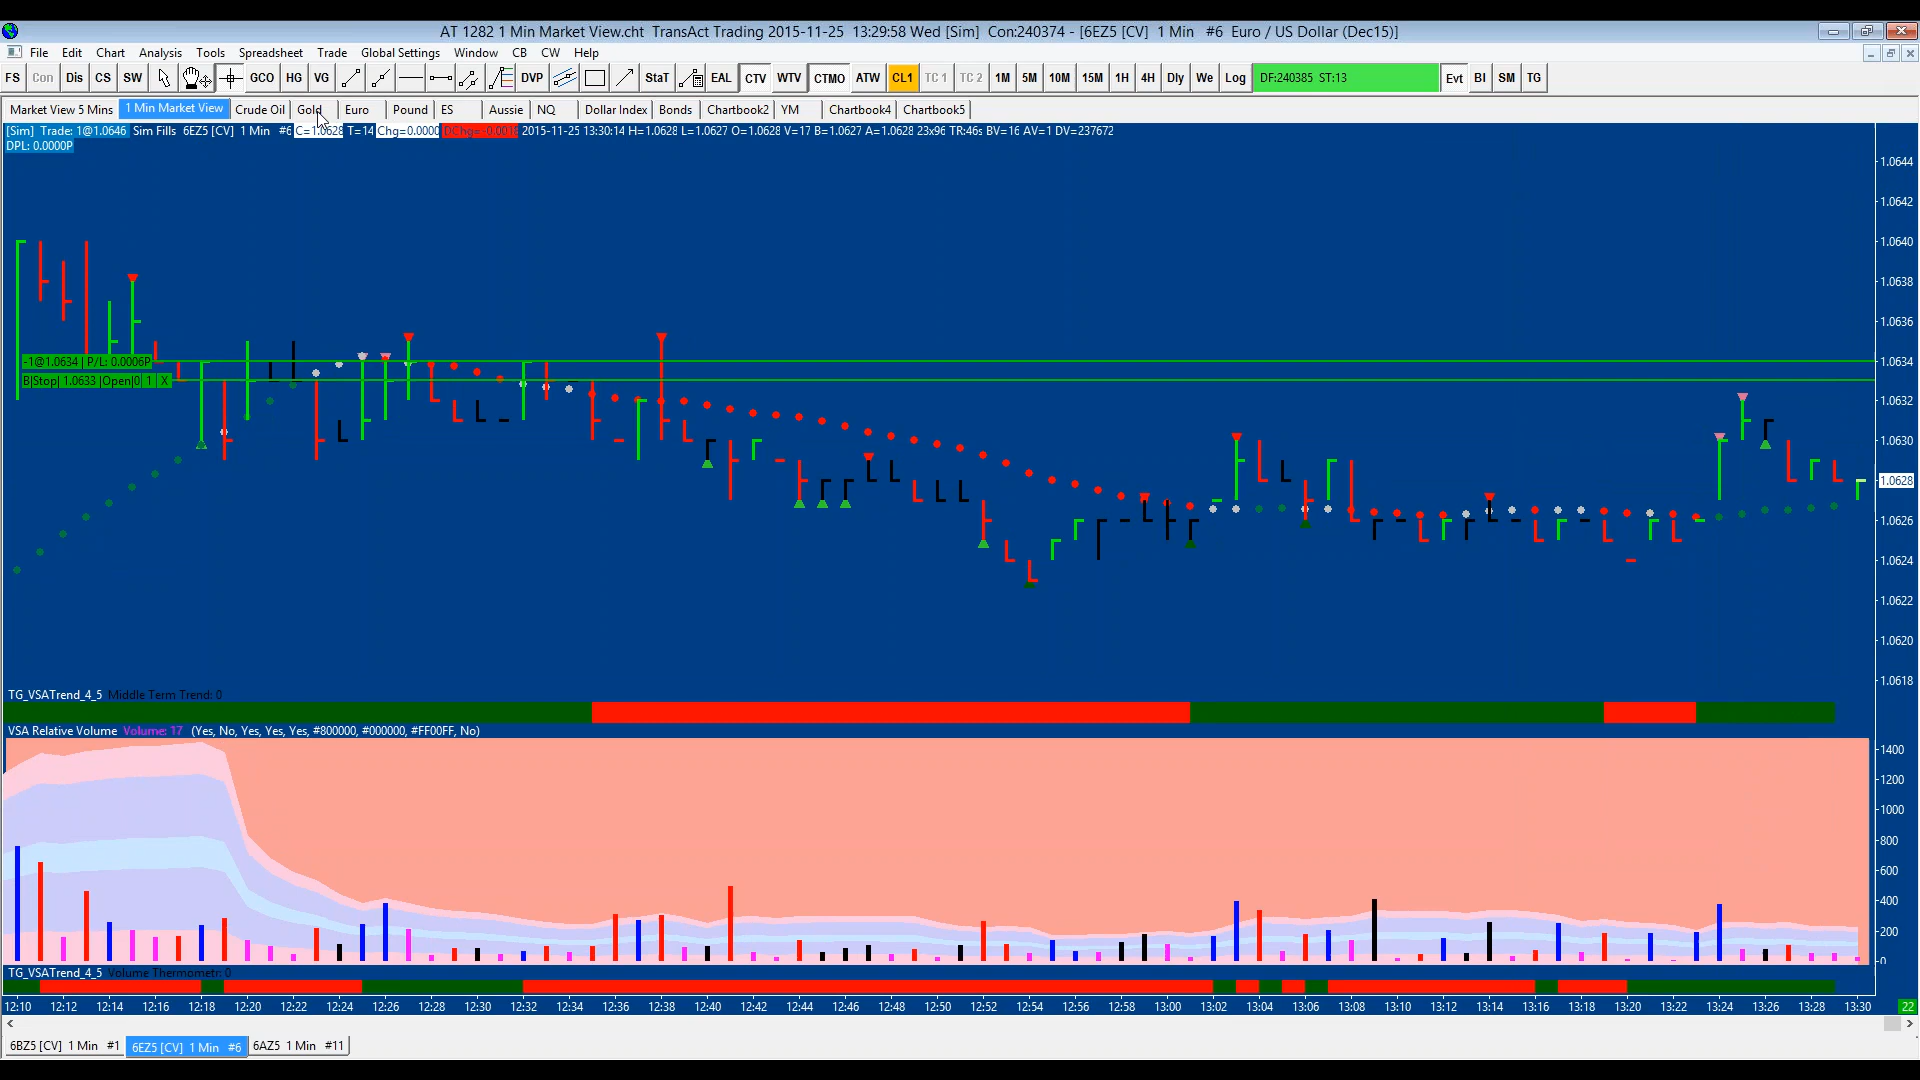 AT 1282 1 Min Market View.cht  TransAct Trading 2015-11-25  13:29:58 Wed [Sim]  Con:240374 - [6EZ5 [CV]  1 Min  #6  Euro / US Dollar (Dec15)]
File Edit Chart Analysis Tools Spreadsheet Trade Global Settings Window CB CW Help
FS Con Dis CS SW GCO HG VG DVP StaT EAL CTV WTV CTMO ATW CL1 TC 1 TC 2 1M 5M 10M 15M 1H 4H Dly We Log DF:240385 ST:13 Evt BI SM TG
Market View 5 Mins 1 Min Market View Crude Oil Gold Euro Pound ES Aussie NQ Dollar Index Bonds Chartbook2 YM Chartbook4 Chartbook5
[Sim] Trade: 1@1.0646 Sim Fills 6EZ5 [CV] 1 Min #6 C=1.0628 T=14 Chg=0.0000 DChg=-0.0018 2015-11-25 13:30:14 H=1.0628 L=1.0627 O=1.0628 V=17 B=1.0627 A=1.0628 23x96 TR:46s BV=16 AV=1 DV=237672
DPL: 0.0000P
1.0644
1.0642
1.0640
1.0638
1.0636
-1@1.0634 | P/L: 0.0006P
1.0634
B|Stop| 1.0633 |Open|0| 1 | X
1.0632
1.0630
1.0628
1.0626
1.0624
1.0622
1.0620
1.0618
TG_VSATrend_4_5 Middle Term Trend: 0
VSA Relative Volume Volume: 17 (Yes, No, Yes, Yes, Yes, #800000, #000000, #FF00FF, No)
1400
1200
1000
800
600
400
200
0
TG_VSATrend_4_5 Volume Thermometr: 0
12:10 12:12 12:14 12:16 12:18 12:20 12:22 12:24 12:26 12:28 12:30 12:32 12:34 12:36 12:38 12:40 12:42 12:44 12:46 12:48 12:50 12:52 12:54 12:56 12:58 13:00 13:02 13:04 13:06 13:08 13:10 13:12 13:14 13:16 13:18 13:20 13:22 13:24 13:26 13:28 13:30 22
6BZ5 [CV] 1 Min #1 6EZ5 [CV] 1 Min #6 6AZ5 1 Min #11